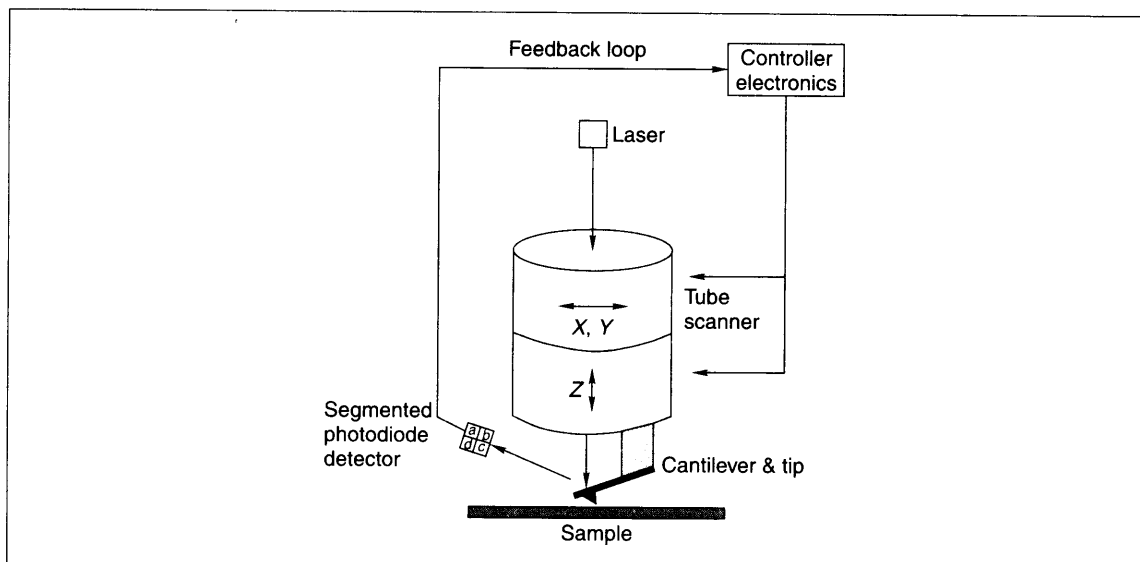 Feedback loop
Controller
electronics
Laser
X, Y
Tube
scanner
Z
Segmented
photodiode
detector
a b
d c
Cantilever & tip
Sample